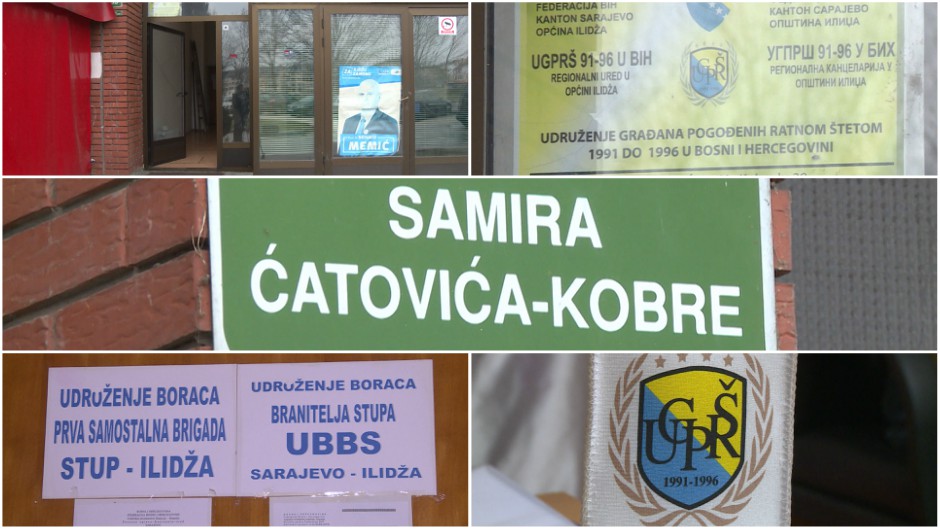 MEMIĆ
FEDERACIJA BIH
KANTON SARAJEVO
OPĆINA ILIDŽA
КАНТОН САРАЈЕВО
ОПШТИНА ИЛИЏА
UGPRŠ 91-96 U BIH
REGIONALNI URED U
OPĆINI ILIDŽA
UGPRŠ
УГПРШ 91-96 У БИХ
РЕГИОНАЛНА КАНЦЕЛАРИЈА У
ОПШТИНИ ИЛИЏА
UDRUŽENJE GRAĐANA POGOĐENIH RATNOM ŠTETOM
1991 DO 1996 U BOSNI I HERCEGOVINI
SAMIRA
ĆATOVIĆA-KOBRE
UDRUŽENJE BORACA
PRVA SAMOSTALNA BRIGADA
STUP - ILIDŽA
UDRUŽENJE BORACA
BRANITELJA STUPA
UBBS
SARAJEVO - ILIDŽA
UGPRŠ
1991-1996